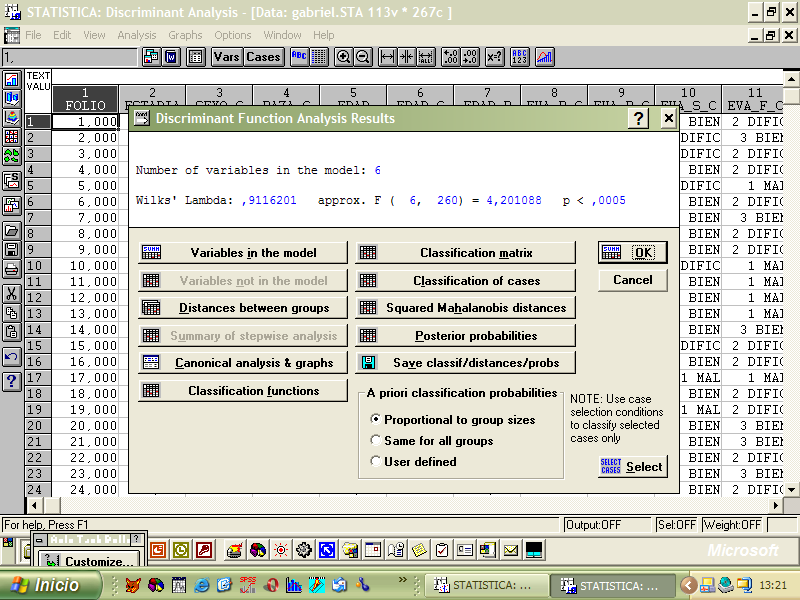 STATISTICA: Discriminant Analysis - [Data: gabriel.STA 113v * 267c ]
File Edit View Analysis Graphs Options Window Help
1,
Vars Cases
ABC
+.0 .00
x=?
ABC 123
TEXT VALU
1 2 3 4 5 6 7 8 9 10 11
FOLIO EVA_S_C EVA_F_C
Discriminant Function Analysis Results
Number of variables in the model: 6
Wilks' Lambda: ,9116201 approx. F ( 6, 260) = 4,201088 p < ,0005
Variables in the model
Variables not in the model
Distances between groups
Summary of stepwise analysis
Canonical analysis & graphs
Classification functions
Classification matrix
Classification of cases
Squared Mahalanobis distances
Posterior probabilities
Save classif/distances/probs
A priori classification probabilities
Proportional to group sizes
Same for all groups
User defined
OK
Cancel
NOTE: Use case
selection conditions
to classify selected
cases only
SELECT CASES Select
1 1,000 BIEN 2 DIFIC
2 2,000 DIFIC 3 BIEN
3 3,000 DIFIC 2 DIFIC
4 4,000 BIEN 2 DIFIC
5 5,000 DIFIC 1 MAL
6 6,000 BIEN 2 DIFIC
7 7,000 BIEN 3 BIEN
8 8,000 BIEN 2 DIFIC
9 9,000 BIEN 2 DIFIC
10 10,000 DIFIC 1 MAL
11 11,000 BIEN 1 MAL
12 12,000 BIEN 1 MAL
13 13,000 BIEN 1 MAL
14 14,000 BIEN 3 BIEN
15 15,000 DIFIC 2 DIFIC
16 16,000 BIEN 2 DIFIC
17 17,000 1 MAL 1 MAL
18 18,000 BIEN 2 DIFIC
19 19,000 1 MAL 2 DIFIC
20 20,000 BIEN 3 BIEN
21 21,000 BIEN 3 BIEN
22 22,000 BIEN 2 DIFIC
23 23,000 BIEN 3 BIEN
24 24,000 BIEN 2 DIFIC
For help, Press F1
Output:OFF Sel:OFF Weight:OFF
Customize...
Microsoft
Inicio
SPSS
STATISTICA: ...
STATISTICA: ...
13:21